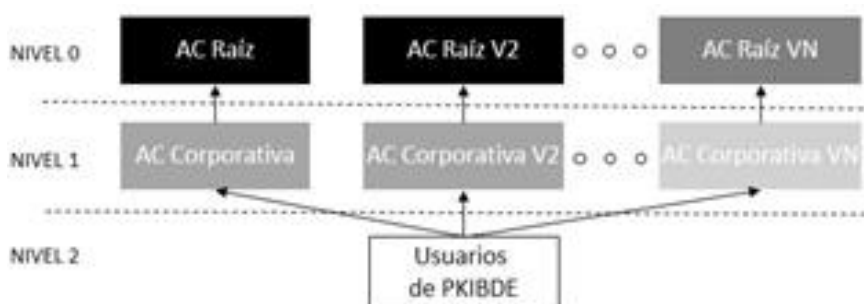 NIVEL 0
AC Raíz
AC Raíz V2
AC Raíz VN
NIVEL 1
AC Corporativa
AC Corporativa V2
AC Corporativa VN
NIVEL 2
Usuarios
de PKIBDE